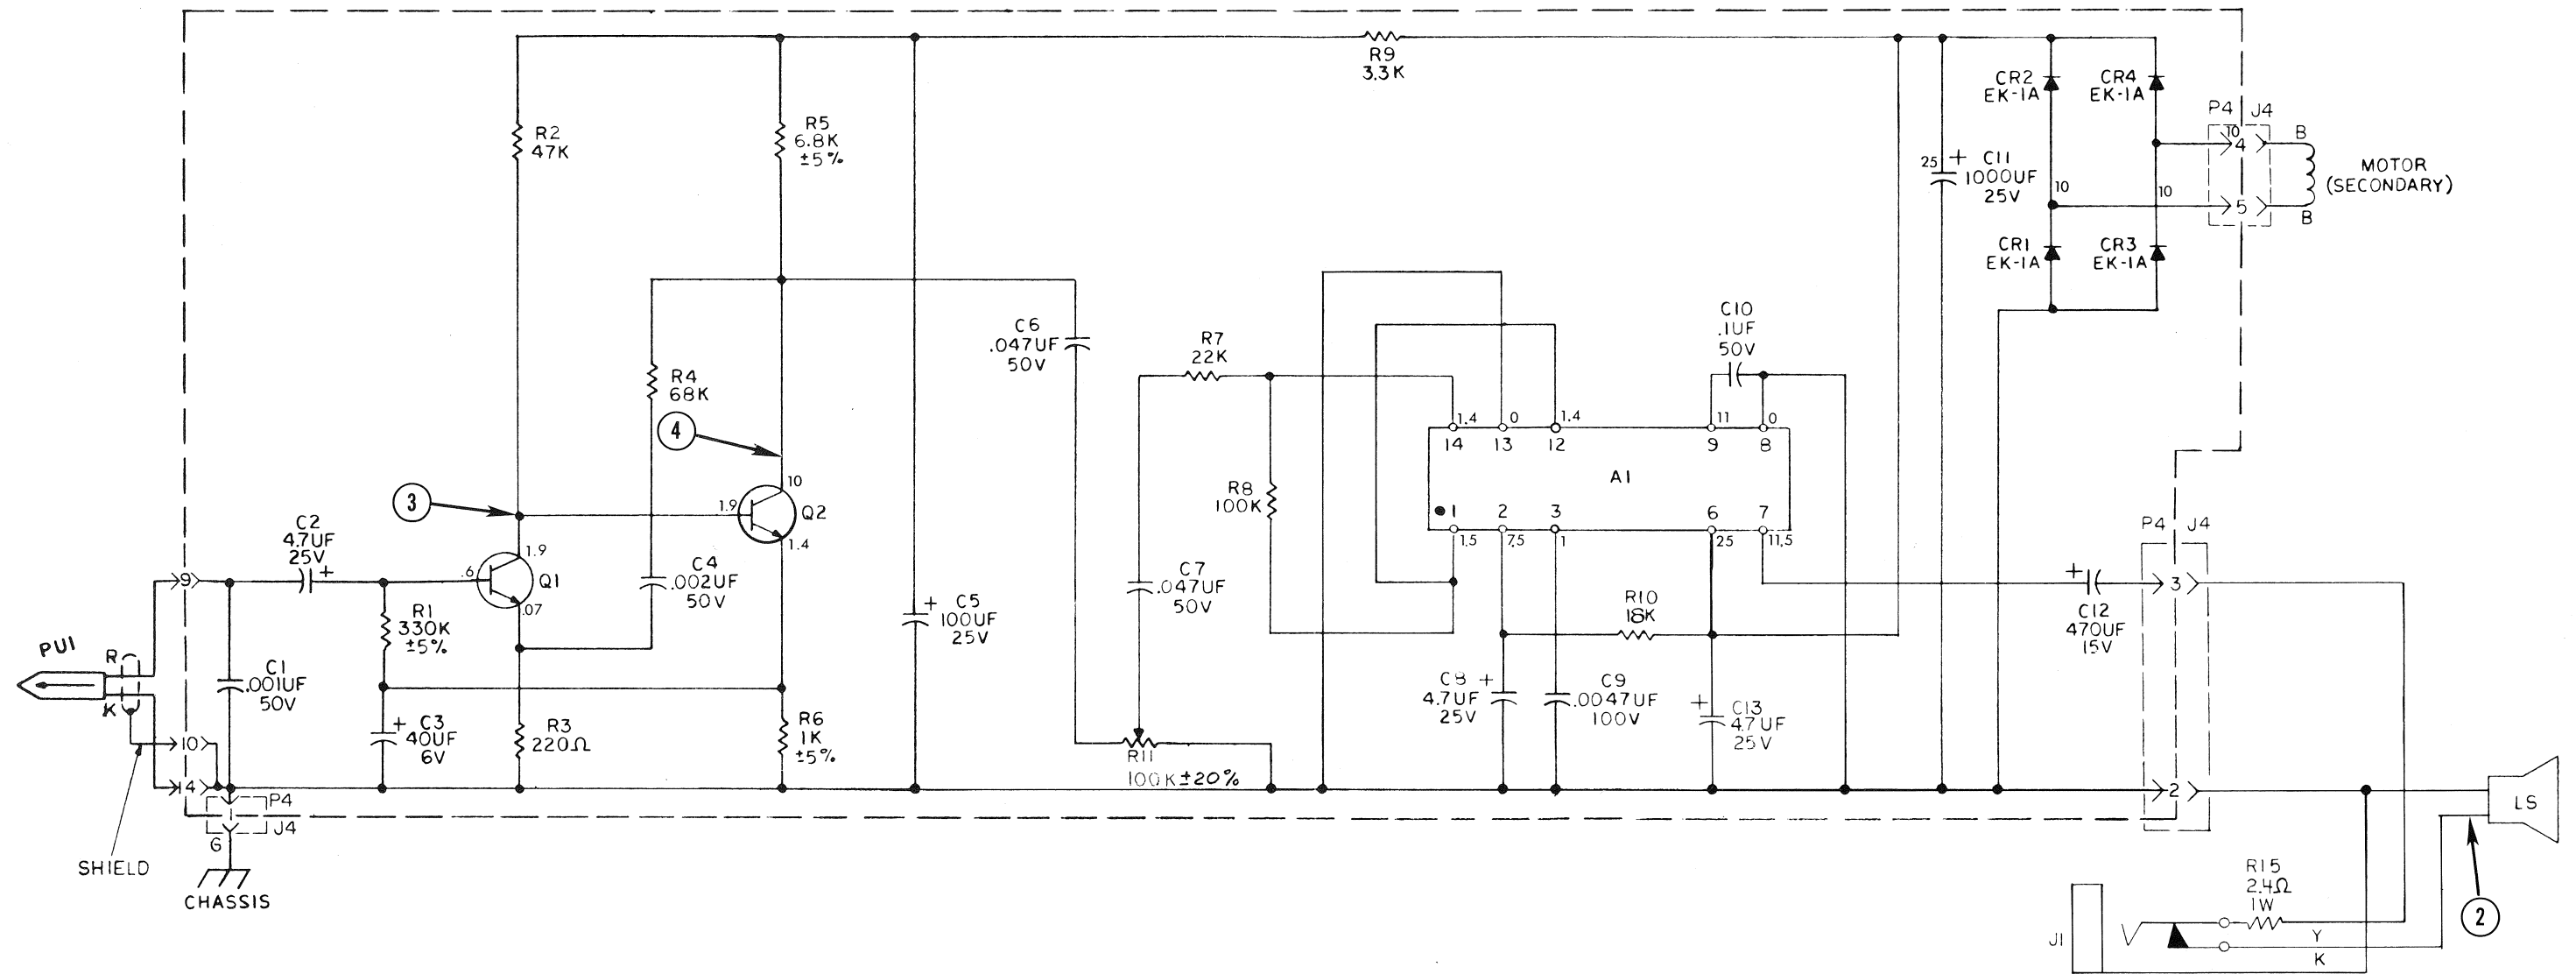 R9
3.3K
R2
47K
R5
6.8K
±5%
CR2
EK-1A
CR4
EK-1A
P4
J4
10
4
B
25
+
C11
1000UF
25V
10
10
5
B
MOTOR
(SECONDARY)
CR1
EK-1A
CR3
EK-1A
C6
.047UF
50V
R7
22K
C10
.1UF
50V
R4
68K
4
3
1.4
0
1.4
11
0
14
13
12
9
8
A1
R8
100K
10
1.9
Q2
1.4
1
2
3
6
7
1.5
7.5
1
25
11.5
P4
J4
C2
4.7UF
25V
+
1.9
.6
Q1
.07
9
R1
330K
±5%
C4
.002UF
50V
+
C5
100UF
25V
C7
.047UF
50V
R10
18K
+
C12
470UF
15V
3
PU1
R
K
C1
.001UF
50V
+
C3
40UF
6V
R3
220Ω
R6
1K
±5%
R11
100K±20%
C8
+
4.7UF
25V
C9
.0047UF
100V
+
C13
47UF
25V
10
14
P4
J4
G
SHIELD
CHASSIS
2
LS
R15
2.4Ω
1W
2
J1
Y
K